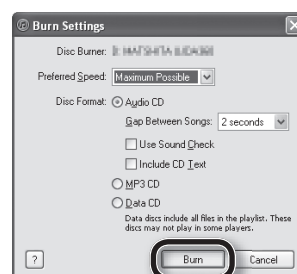 Burn Settings
Disc Burner:
Preferred Speed: Maximum Possible
Disc Format: Audio CD
Gap Between Songs: 2 seconds
Use Sound Check
Include CD Text
MP3 CD
Data CD
Data discs include all files in the playlist. These
discs may not play in some players.
? Burn Cancel